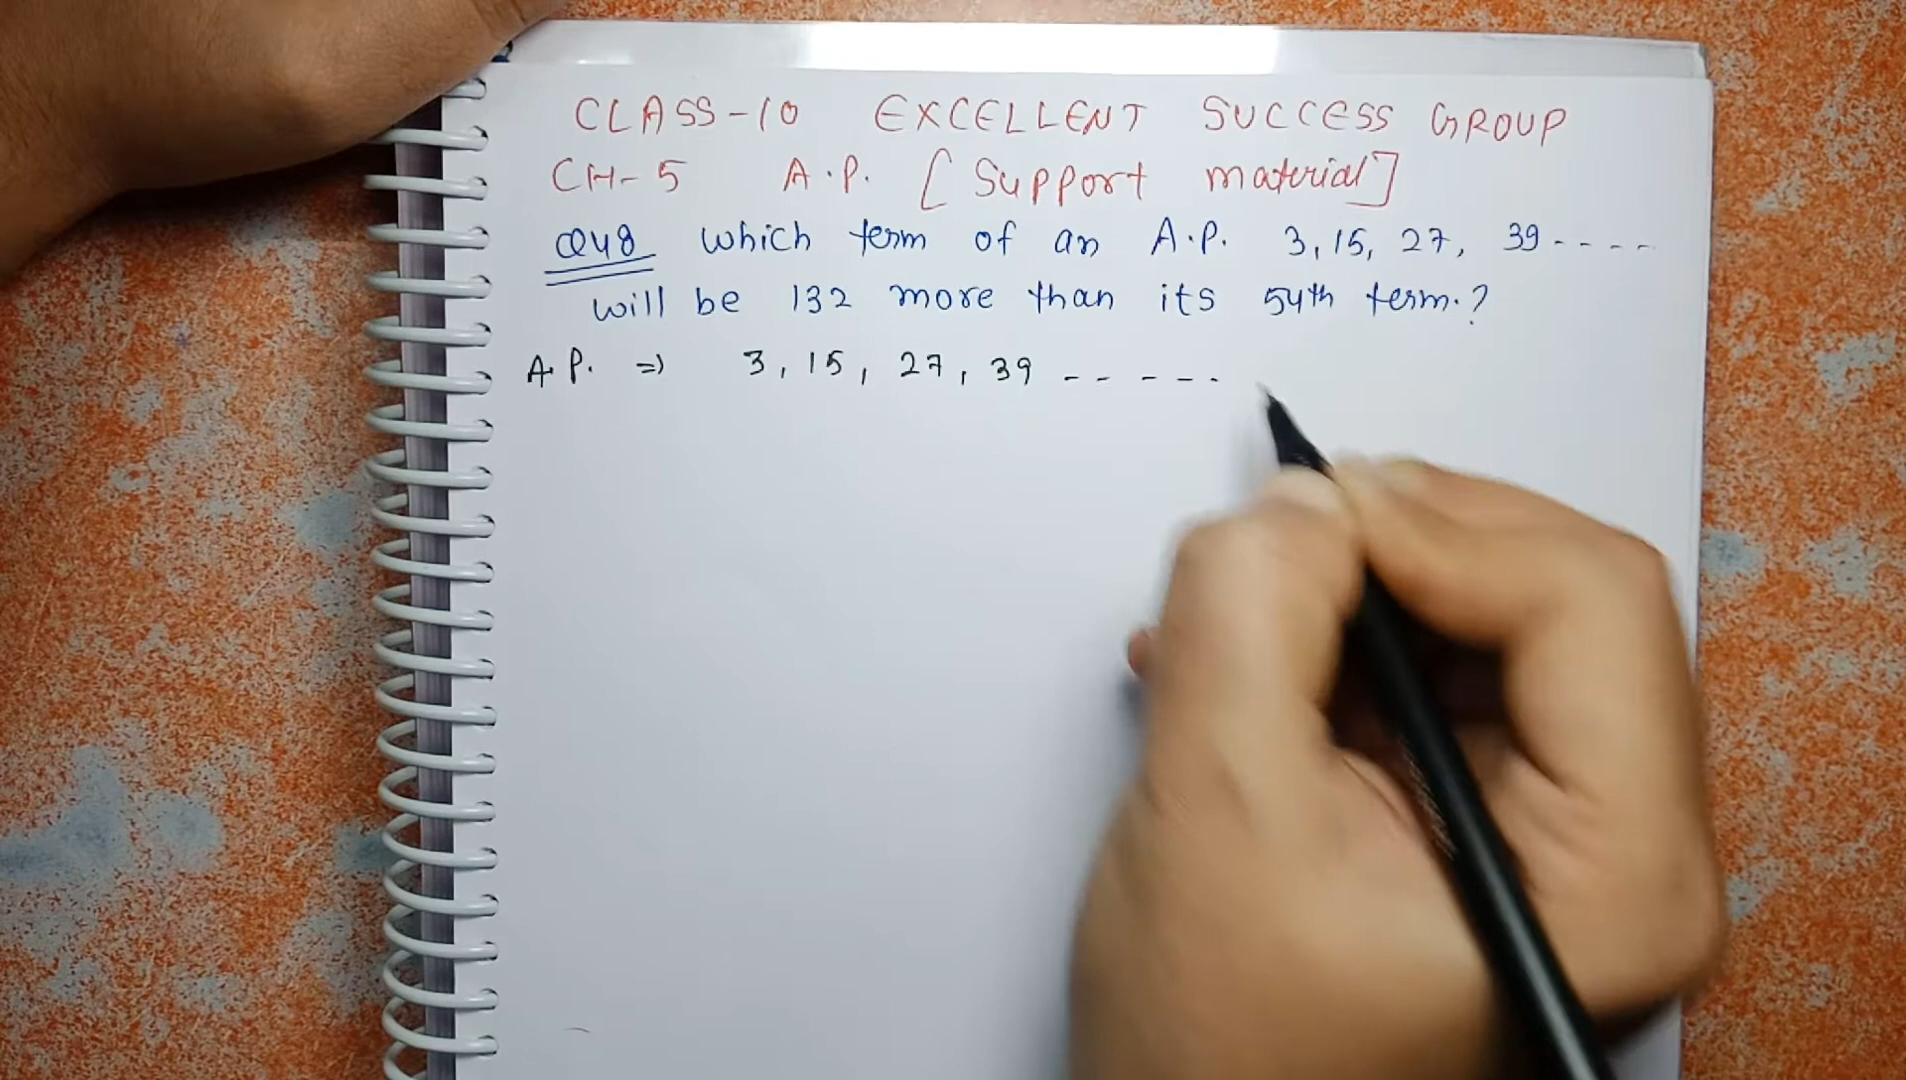 CLASS-10 EXCELLENT SUCCESS GROUP
CH-5 A.P. [Support material]
Q48 which term of an A.P. 3, 15, 27, 39-----
will be 132 more than its 54th term.?
A.P. ⇒ 3, 15, 27, 39 ------